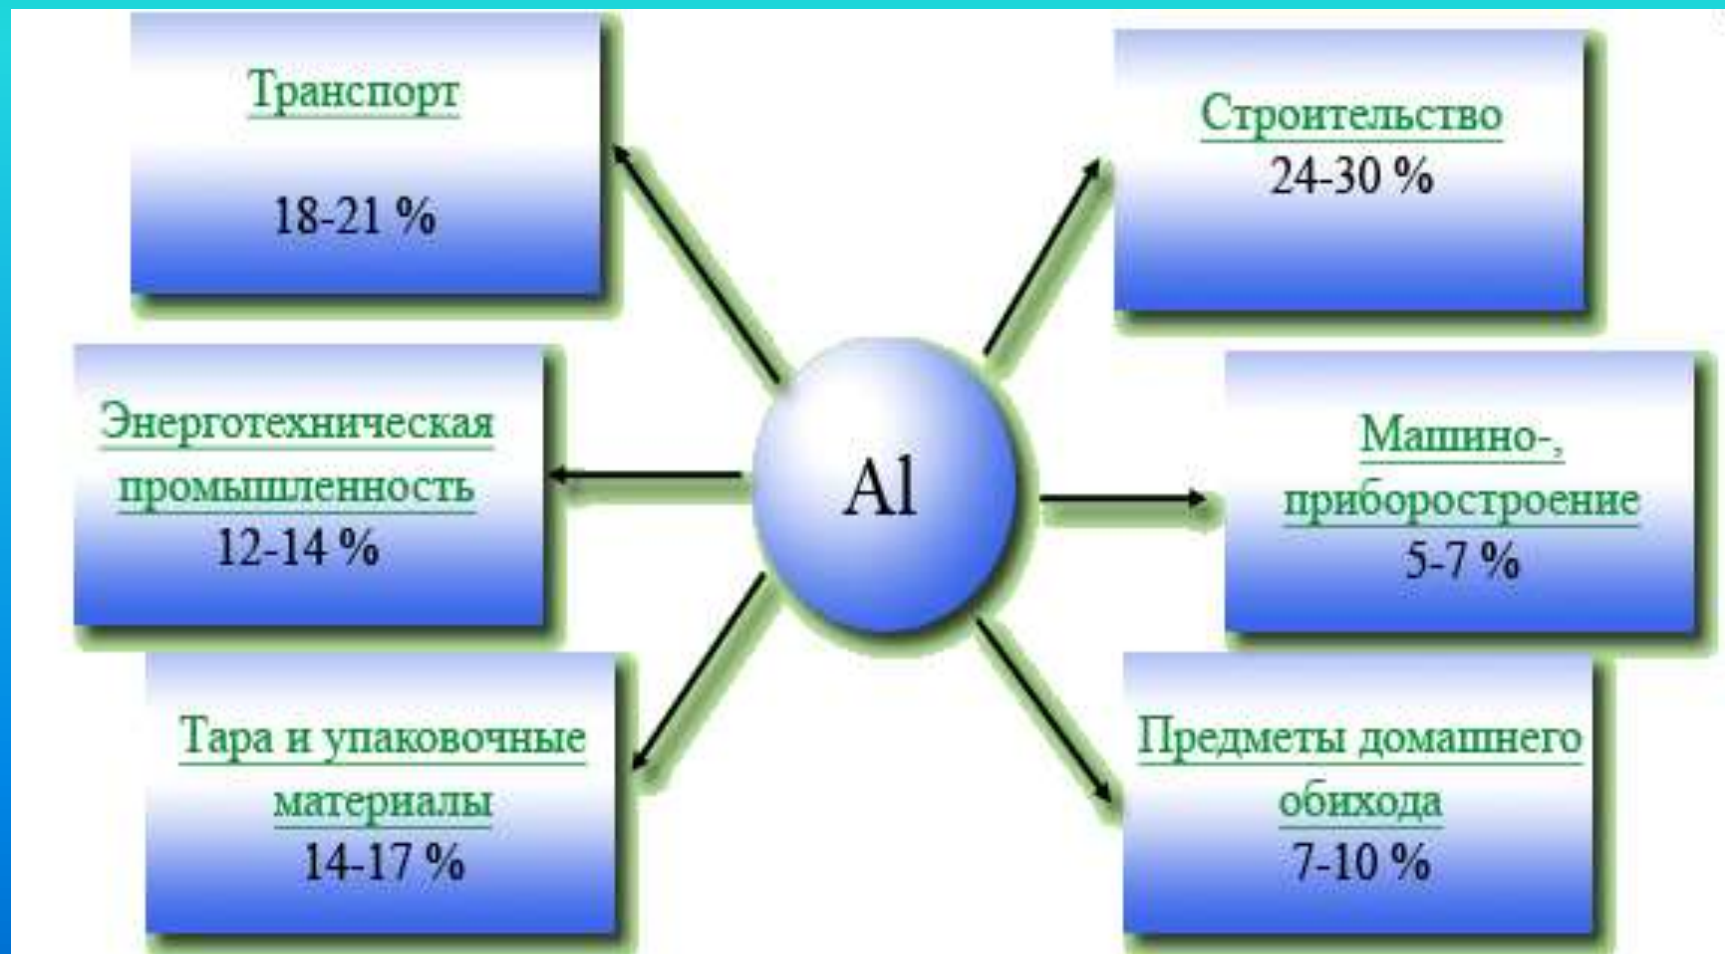 Транспорт
18-21 %
Строительство
24-30 %
Энерготехническая
промышленность
12-14 %
Al
Машино-,
приборостроение
5-7 %
Тара и упаковочные
материалы
14-17 %
Предметы домашнего
обихода
7-10 %